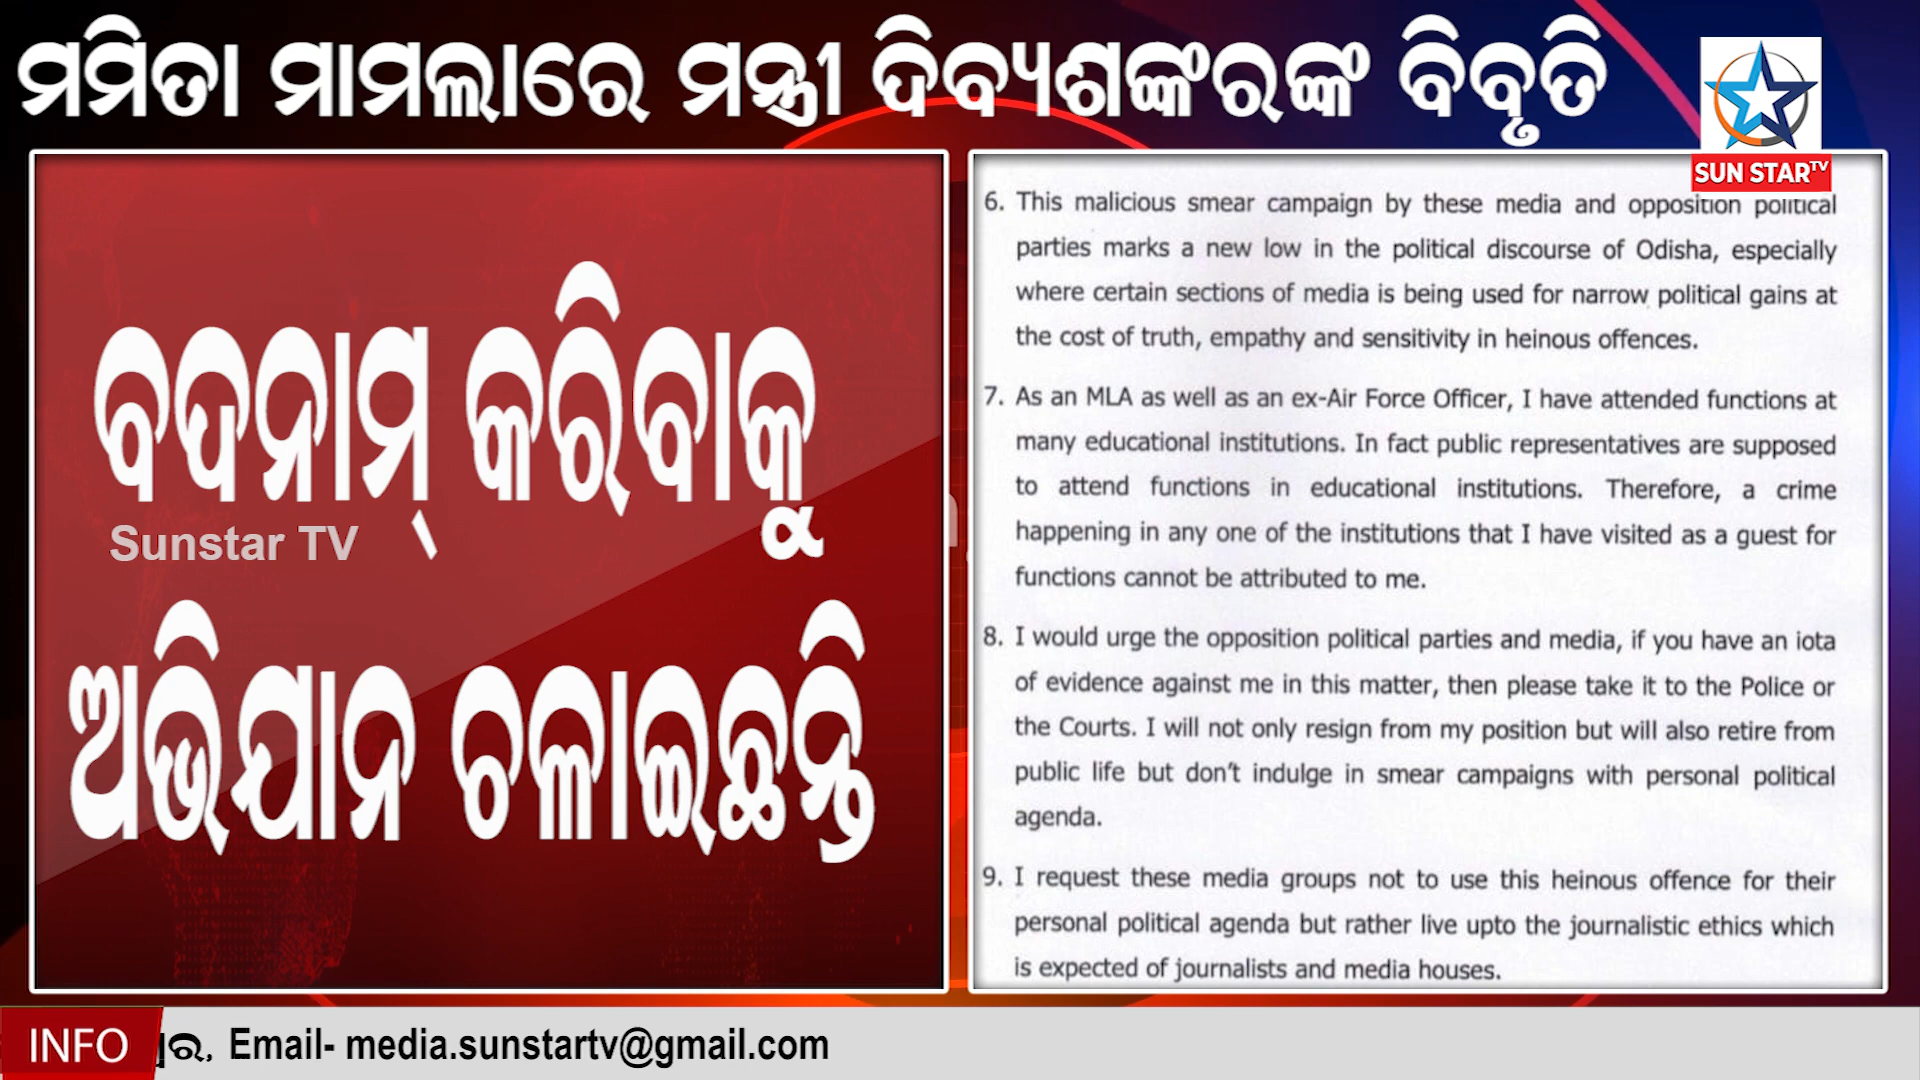 ମମିତା ମାମଲାରେ ମନ୍ତ୍ରୀ ଦିବ୍ୟଶଙ୍କରଙ୍କ ବିବୃତି
SUN STAR TV
ବଦନାମ୍ କରିବାକୁ
Sunstar TV
ଅଭିଯାନ ଚଳାଇଛନ୍ତି
6. This malicious smear campaign by these media and opposition political
parties marks a new low in the political discourse of Odisha, especially
where certain sections of media is being used for narrow political gains at
the cost of truth, empathy and sensitivity in heinous offences.
7. As an MLA as well as an ex-Air Force Officer, I have attended functions at
many educational institutions. In fact public representatives are supposed
to attend functions in educational institutions. Therefore, a crime
happening in any one of the institutions that I have visited as a guest for
functions cannot be attributed to me.
8. I would urge the opposition political parties and media, if you have an iota
of evidence against me in this matter, then please take it to the Police or
the Courts. I will not only resign from my position but will also retire from
public life but don't indulge in smear campaigns with personal political
agenda.
9. I request these media groups not to use this heinous offence for their
personal political agenda but rather live upto the journalistic ethics which
is expected of journalists and media houses.
INFO
Email- media.sunstartv@gmail.com